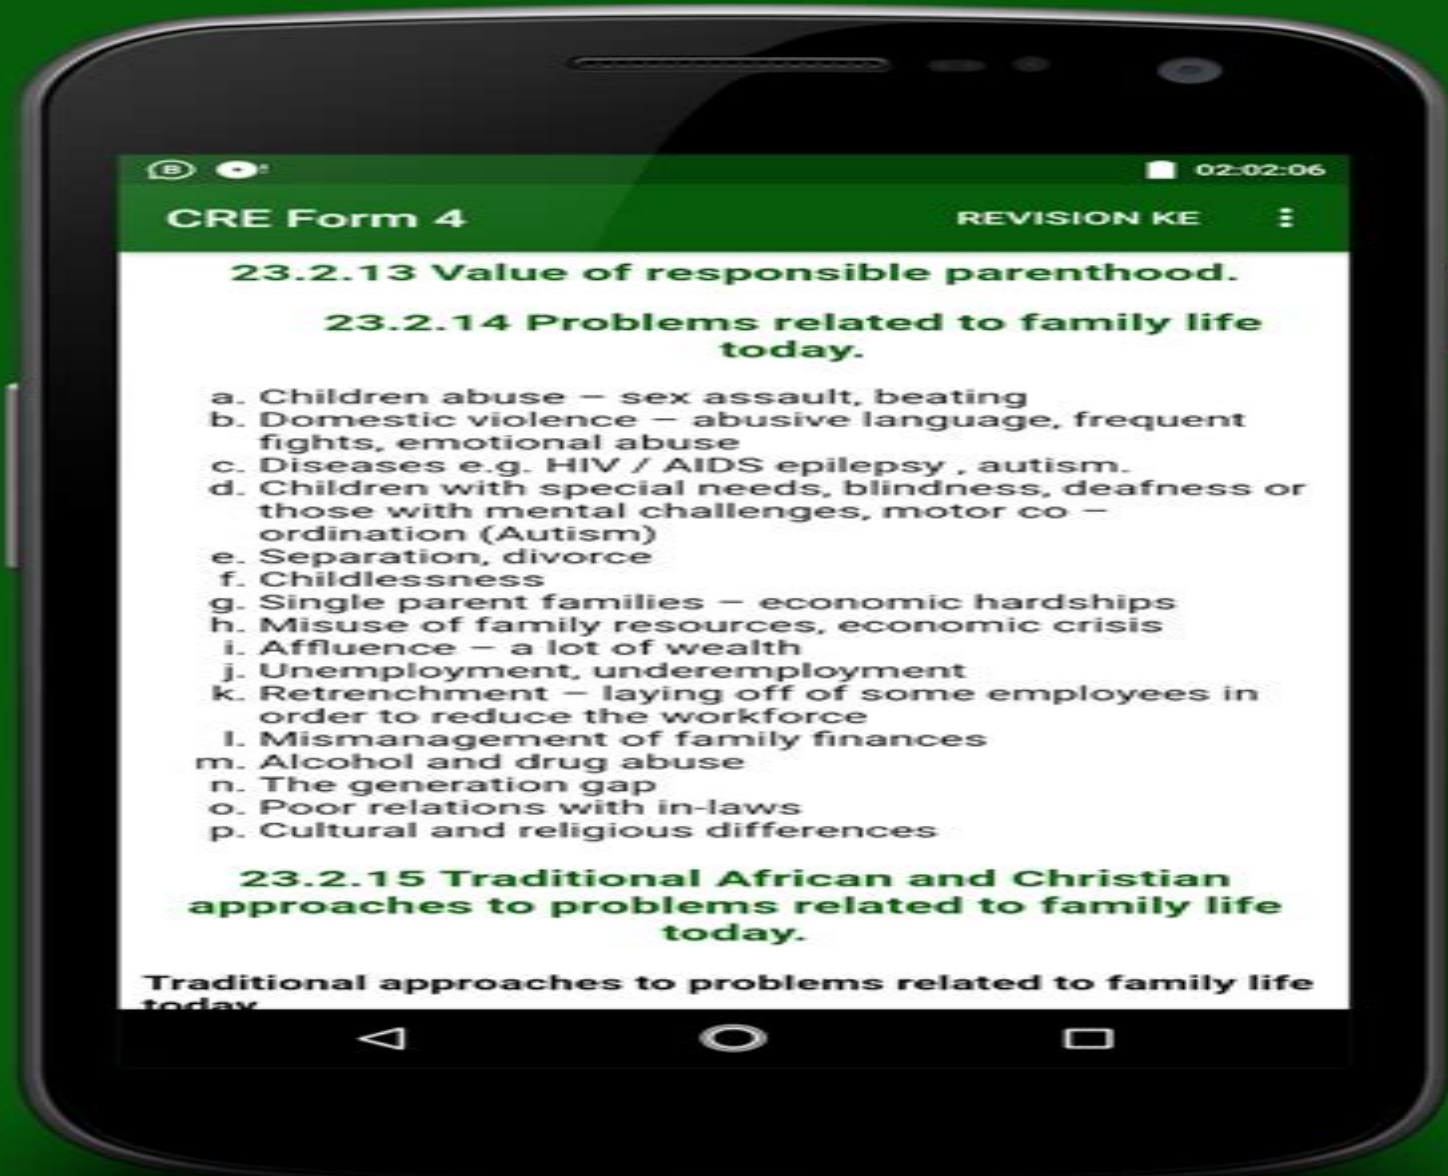 02:02:06
CRE Form 4 REVISION KE
23.2.13 Value of responsible parenthood.
23.2.14 Problems related to family life
today.
a. Children abuse – sex assault, beating
b. Domestic violence – abusive language, frequent
fights, emotional abuse
c. Diseases e.g. HIV / AIDS epilepsy , autism.
d. Children with special needs, blindness, deafness or
those with mental challenges, motor co –
ordination (Autism)
e. Separation, divorce
f. Childlessness
g. Single parent families – economic hardships
h. Misuse of family resources, economic crisis
i. Affluence – a lot of wealth
j. Unemployment, underemployment
k. Retrenchment – laying off of some employees in
order to reduce the workforce
l. Mismanagement of family finances
m. Alcohol and drug abuse
n. The generation gap
o. Poor relations with in-laws
p. Cultural and religious differences
23.2.15 Traditional African and Christian
approaches to problems related to family life
today.
Traditional approaches to problems related to family life
today